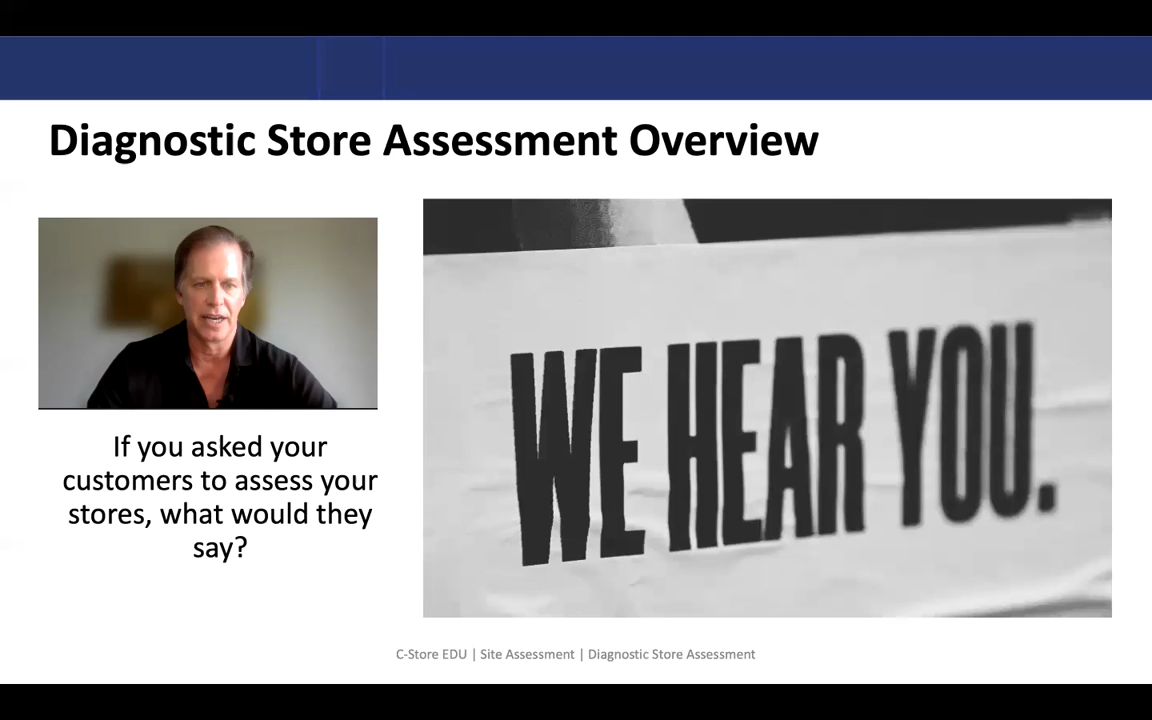 Diagnostic Store Assessment Overview
If you asked your
customers to assess your
stores, what would they
say?
WE HEAR YOU.
C-Store EDU | Site Assessment | Diagnostic Store Assessment